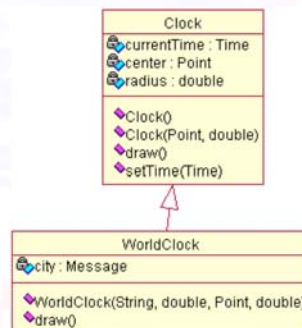 Clock
currentTime : Time
center : Point
radius : double
Clock()
Clock(Point, double)
draw()
setTime(Time)
WorldClock
city : Message
WorldClock(String, double, Point, double)
draw()